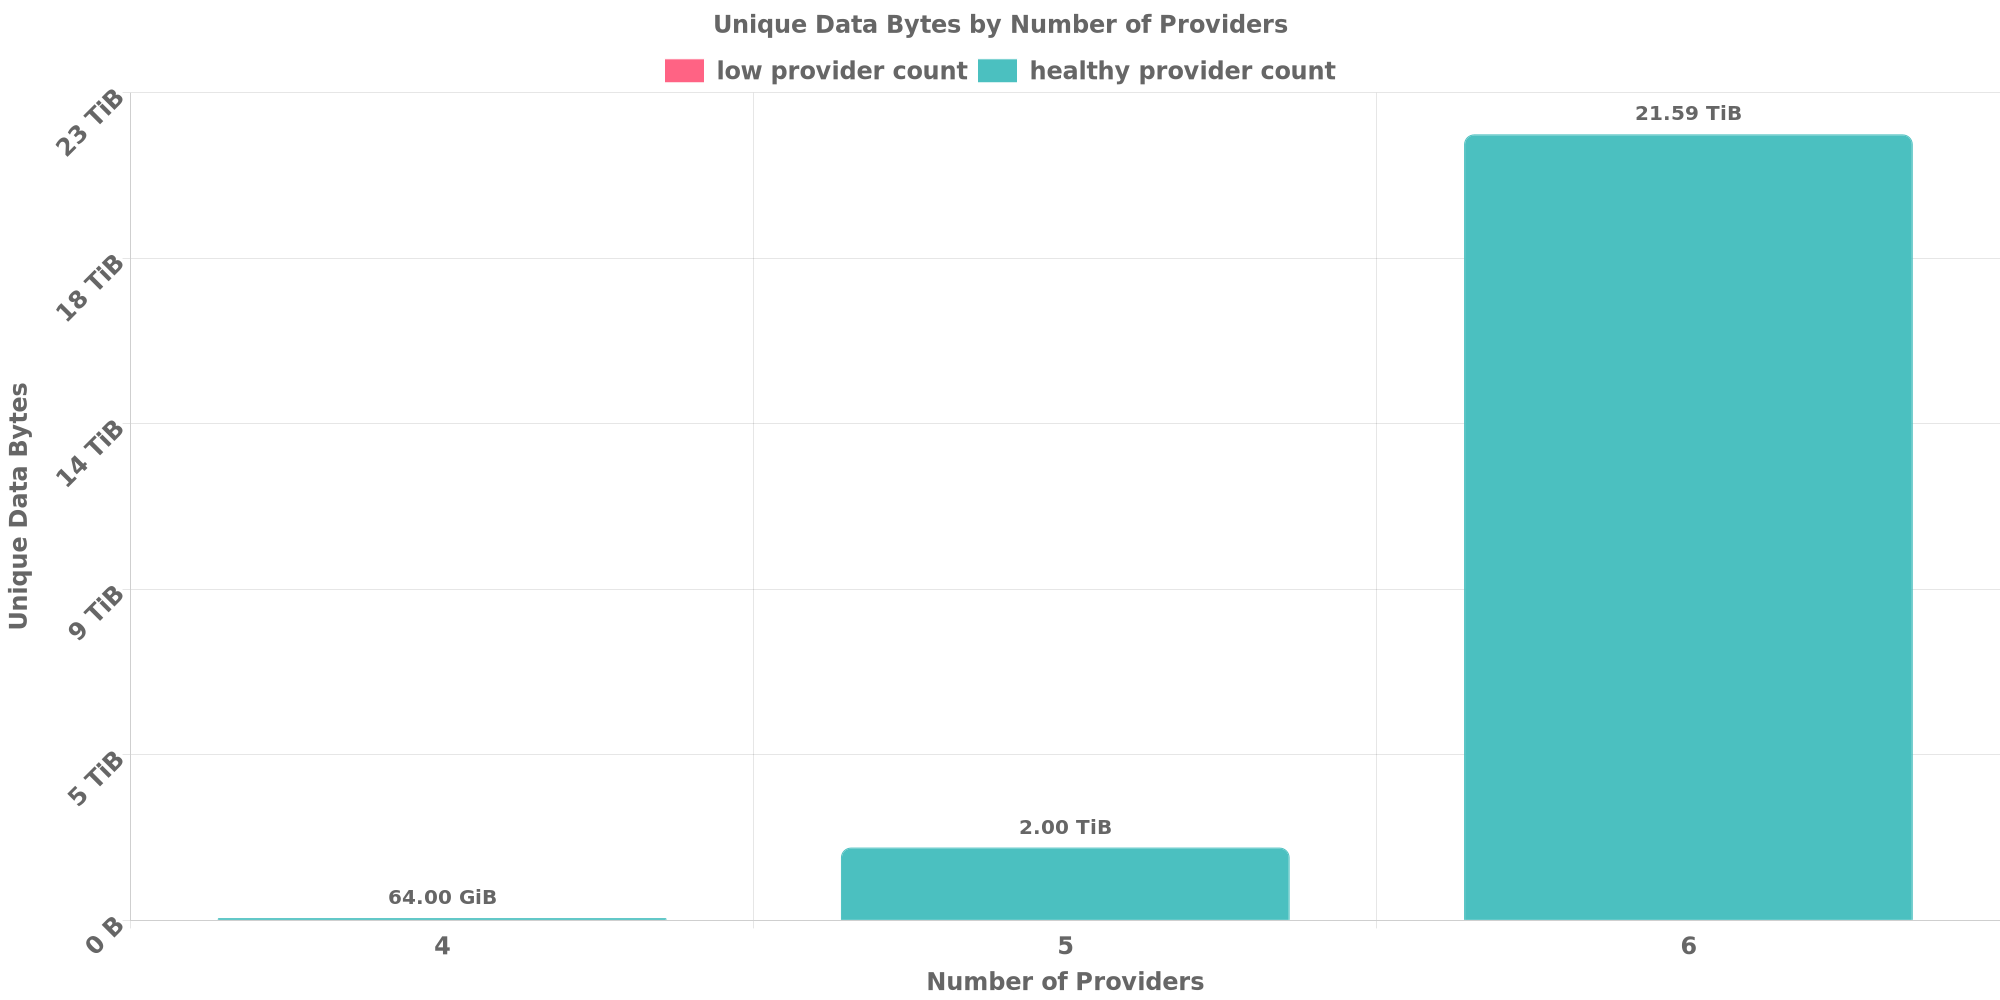 Unique Data Bytes by Number of Providers
low provider count healthy provider count
23 TiB
18 TiB
14 TiB
9 TiB
5 TiB
0 B
Unique Data Bytes
64.00 GiB
2.00 TiB
21.59 TiB
4 5 6
Number of Providers